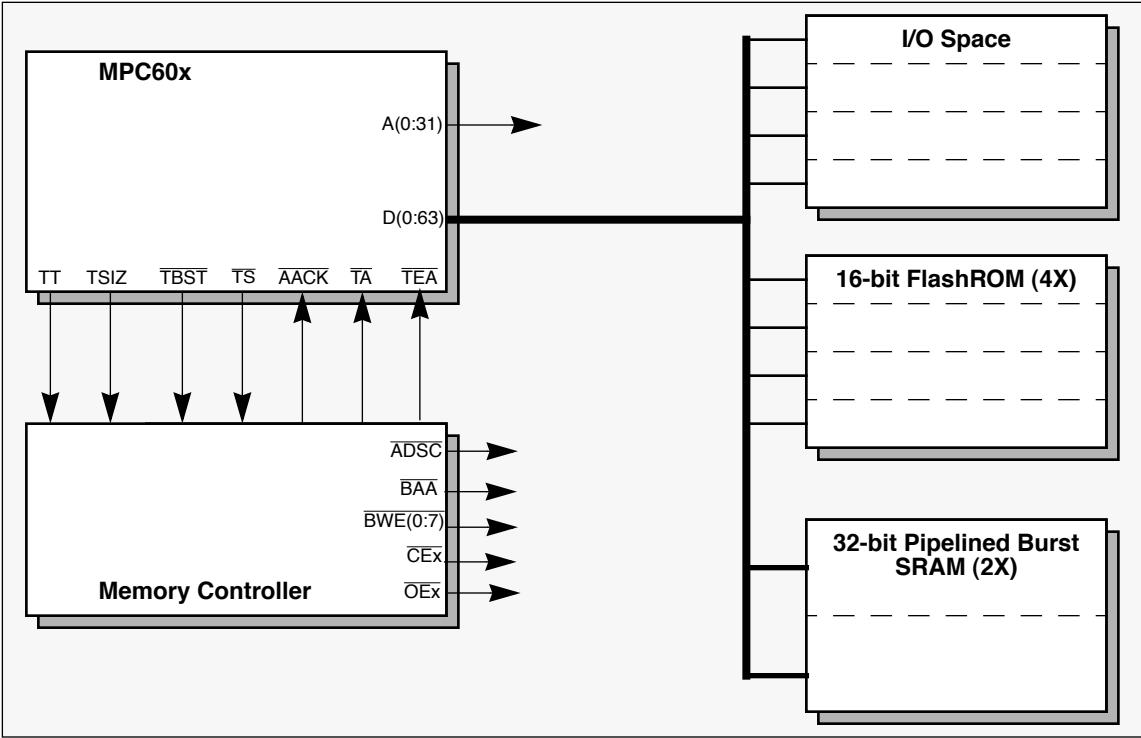 MPC60x
A(0:31)
D(0:63)
TT TSIZ TBST TS AACK TA TEA
ADSC
BAA
BWE(0:7)
CEx
OEx
Memory Controller
I/O Space
16-bit FlashROM (4X)
32-bit Pipelined Burst
SRAM (2X)